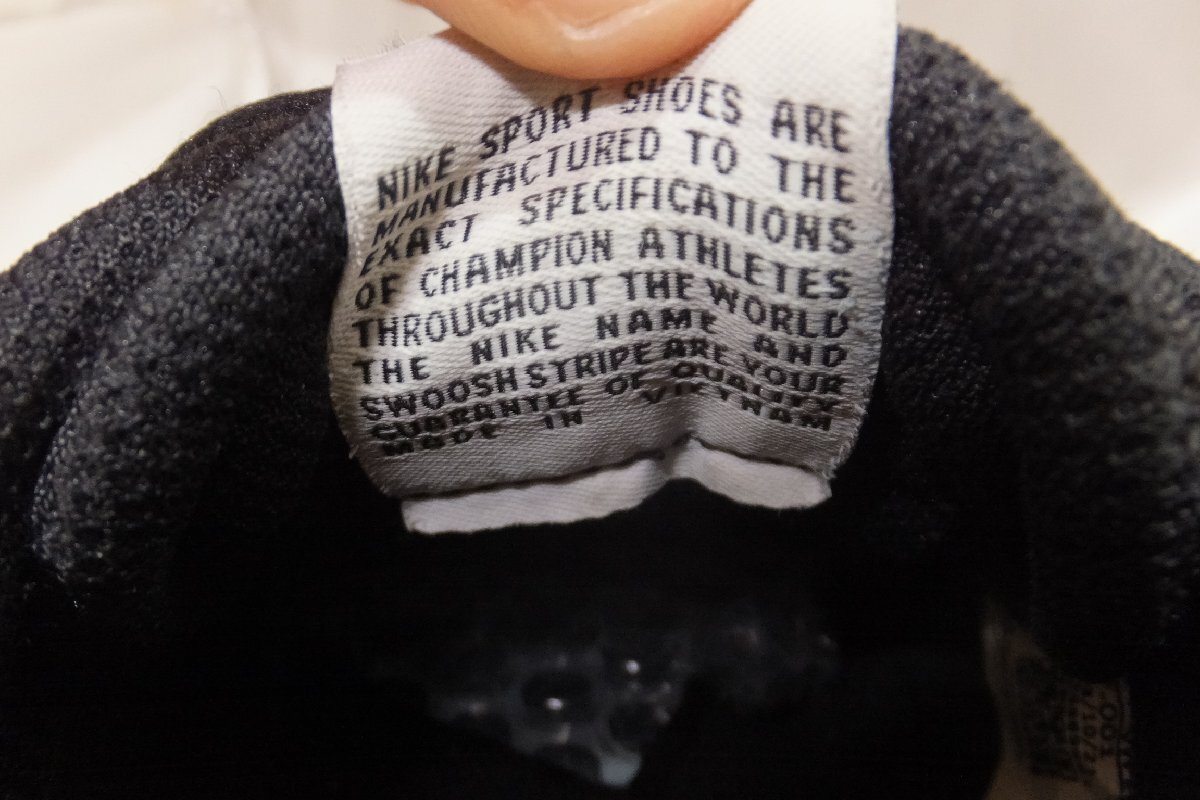 NIKE SPORT SHOES ARE
MANUFACTURED TO THE
EXACT SPECIFICATIONS
OF CHAMPION ATHLETES
THROUGHOUT THE WORLD
THE NIKE NAME AND
SWOOSH STRIPE ARE YOUR
GUARANTEE OF QUALITY
MADE IN VIETNAM